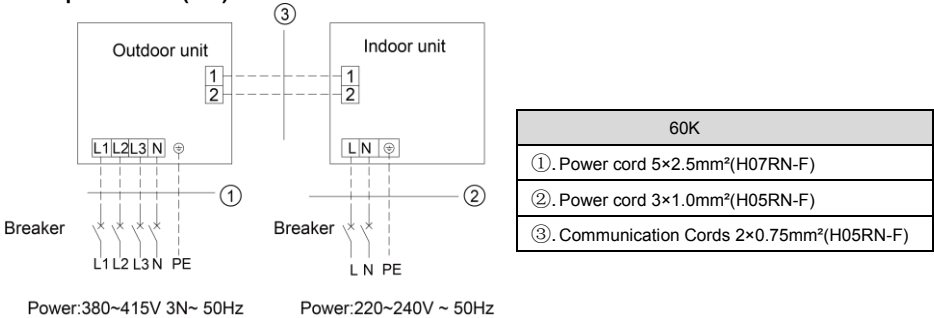 ③
Outdoor unit
Indoor unit
1
2
1
2
L1 L2 L3 N
L N
①
②
Breaker
Breaker
L1 L2 L3 N PE
L N PE
Power:380~415V 3N~ 50Hz
Power:220~240V ~ 50Hz
60K
①. Power cord 5×2.5mm²(H07RN-F)
②. Power cord 3×1.0mm²(H05RN-F)
③. Communication Cords 2×0.75mm²(H05RN-F)